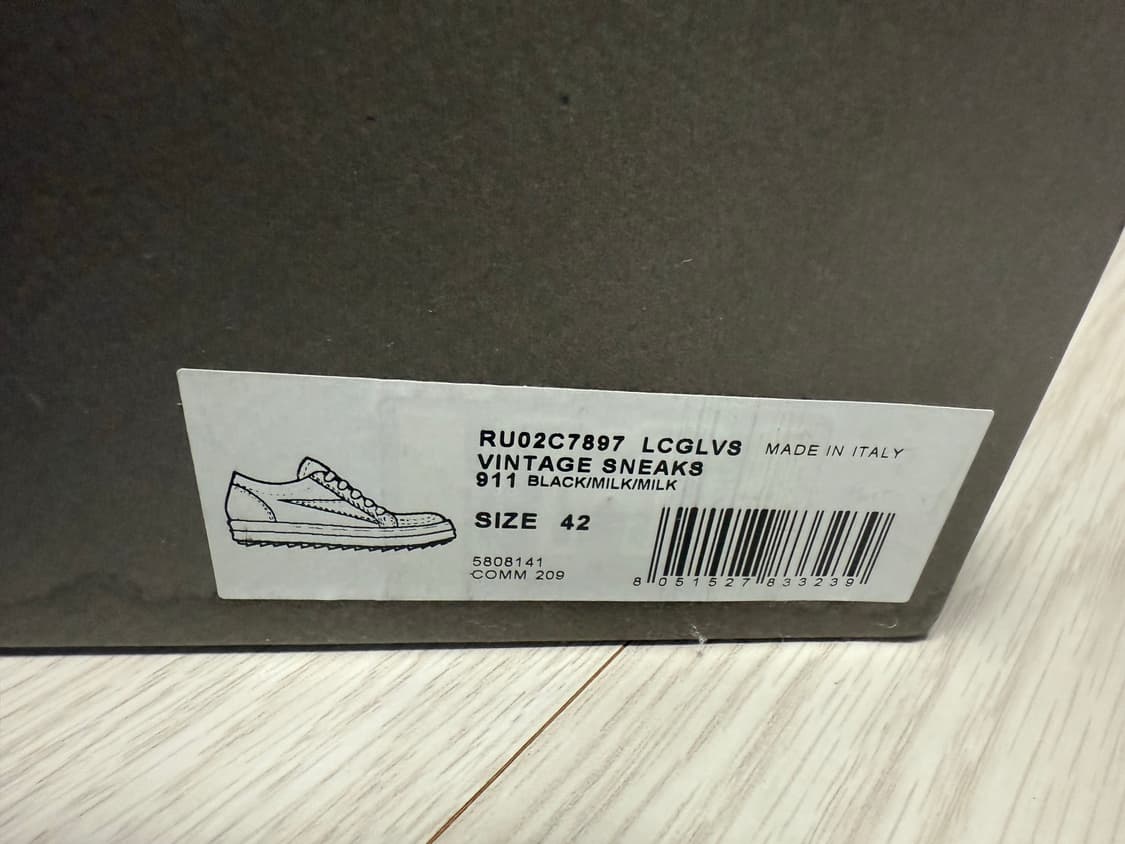 RU02C7897 LCGLVS MADE IN ITALY
VINTAGE SNEAKS
911 BLACK/MILK/MILK
SIZE 42
5808141
COMM 209
8 051527 833239